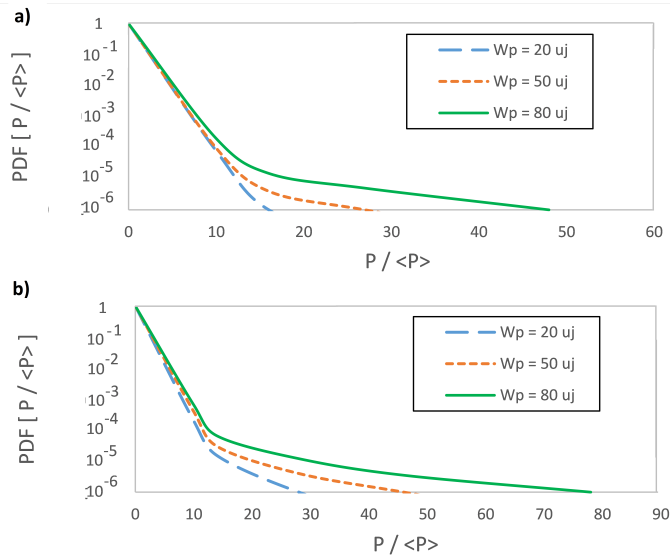 a)
PDF [ P / <P> ]
1
10^-1
10^-2
10^-3
10^-4
10^-5
10^-6
Wp = 20 uj
Wp = 50 uj
Wp = 80 uj
0 10 20 30 40 50 60
P / <P>
b)
PDF [ P / <P> ]
1
10^-1
10^-2
10^-3
10^-4
10^-5
10^-6
Wp = 20 uj
Wp = 50 uj
Wp = 80 uj
0 10 20 30 40 50 60 70 80 90
P / <P>